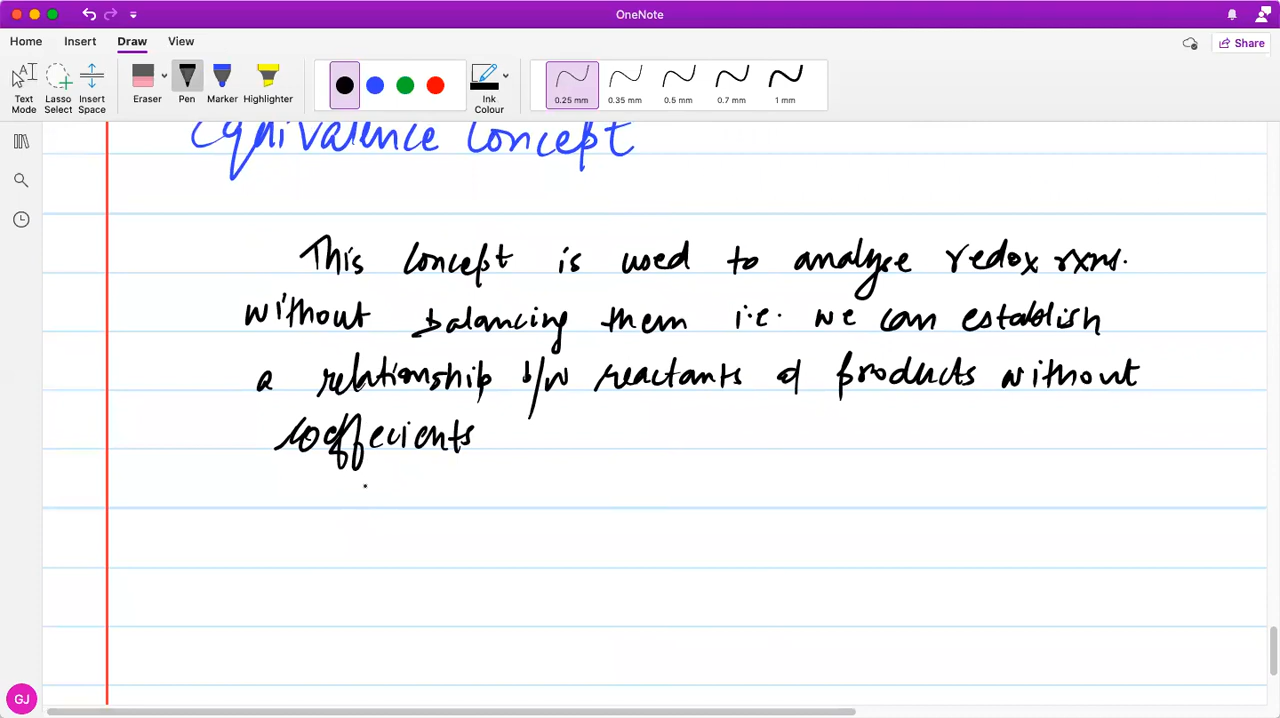 OneNote
Home Insert Draw View
Share
Text Mode
Lasso Select
Insert Space
Eraser
Pen
Marker
Highlighter
Ink Colour
0.25 mm
0.35 mm
0.5 mm
0.7 mm
1 mm
Equivalence Concept
This concept is used to analyse redox rxns.
without balancing them i.e. we can establish
a relationship b/w reactants & products without
coeffecients
GJ